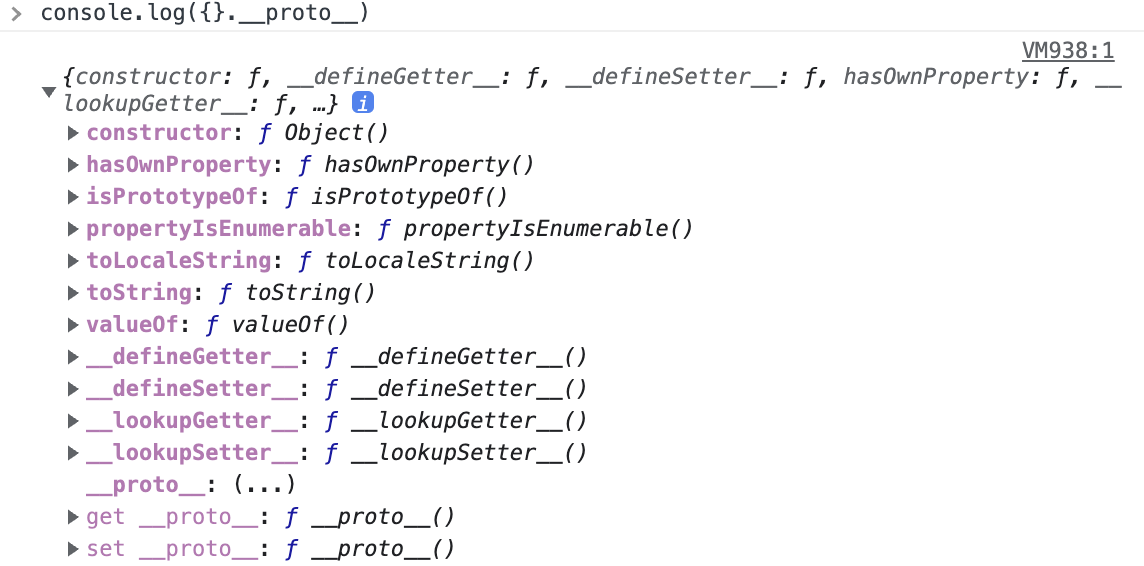 > console.log({}.__proto__)
VM938:1
▼ {constructor: ƒ, __defineGetter__: ƒ, __defineSetter__: ƒ, hasOwnProperty: ƒ, __
lookupGetter__: ƒ, …} i
▶ constructor: ƒ Object()
▶ hasOwnProperty: ƒ hasOwnProperty()
▶ isPrototypeOf: ƒ isPrototypeOf()
▶ propertyIsEnumerable: ƒ propertyIsEnumerable()
▶ toLocaleString: ƒ toLocaleString()
▶ toString: ƒ toString()
▶ valueOf: ƒ valueOf()
▶ __defineGetter__: ƒ __defineGetter__()
▶ __defineSetter__: ƒ __defineSetter__()
▶ __lookupGetter__: ƒ __lookupGetter__()
▶ __lookupSetter__: ƒ __lookupSetter__()
__proto__: (...)
▶ get __proto__: ƒ __proto__()
▶ set __proto__: ƒ __proto__()